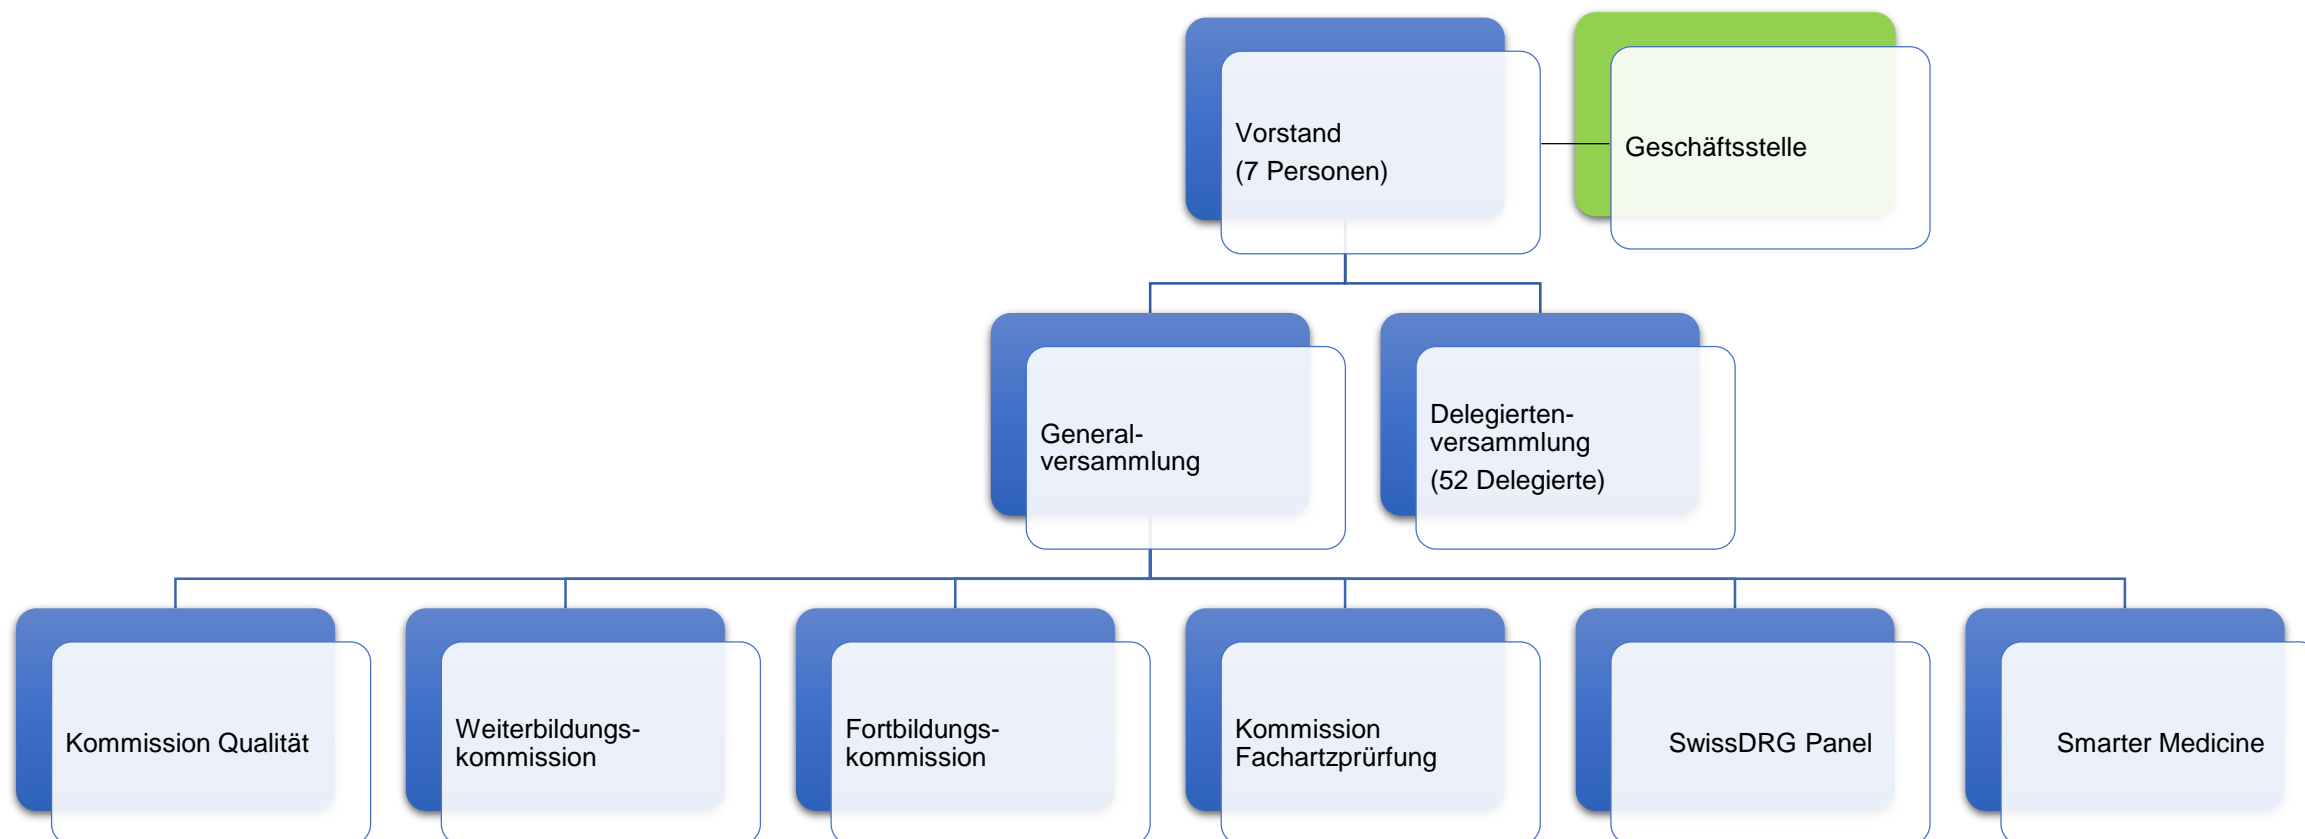 Vorstand
(7 Personen)
Geschäftsstelle
General-
versammlung
Delegierten-
versammlung
(52 Delegierte)
Kommission Qualität
Weiterbildungs-
kommission
Fortbildungs-
kommission
Kommission
Fachartzprürfung
SwissDRG Panel
Smarter Medicine